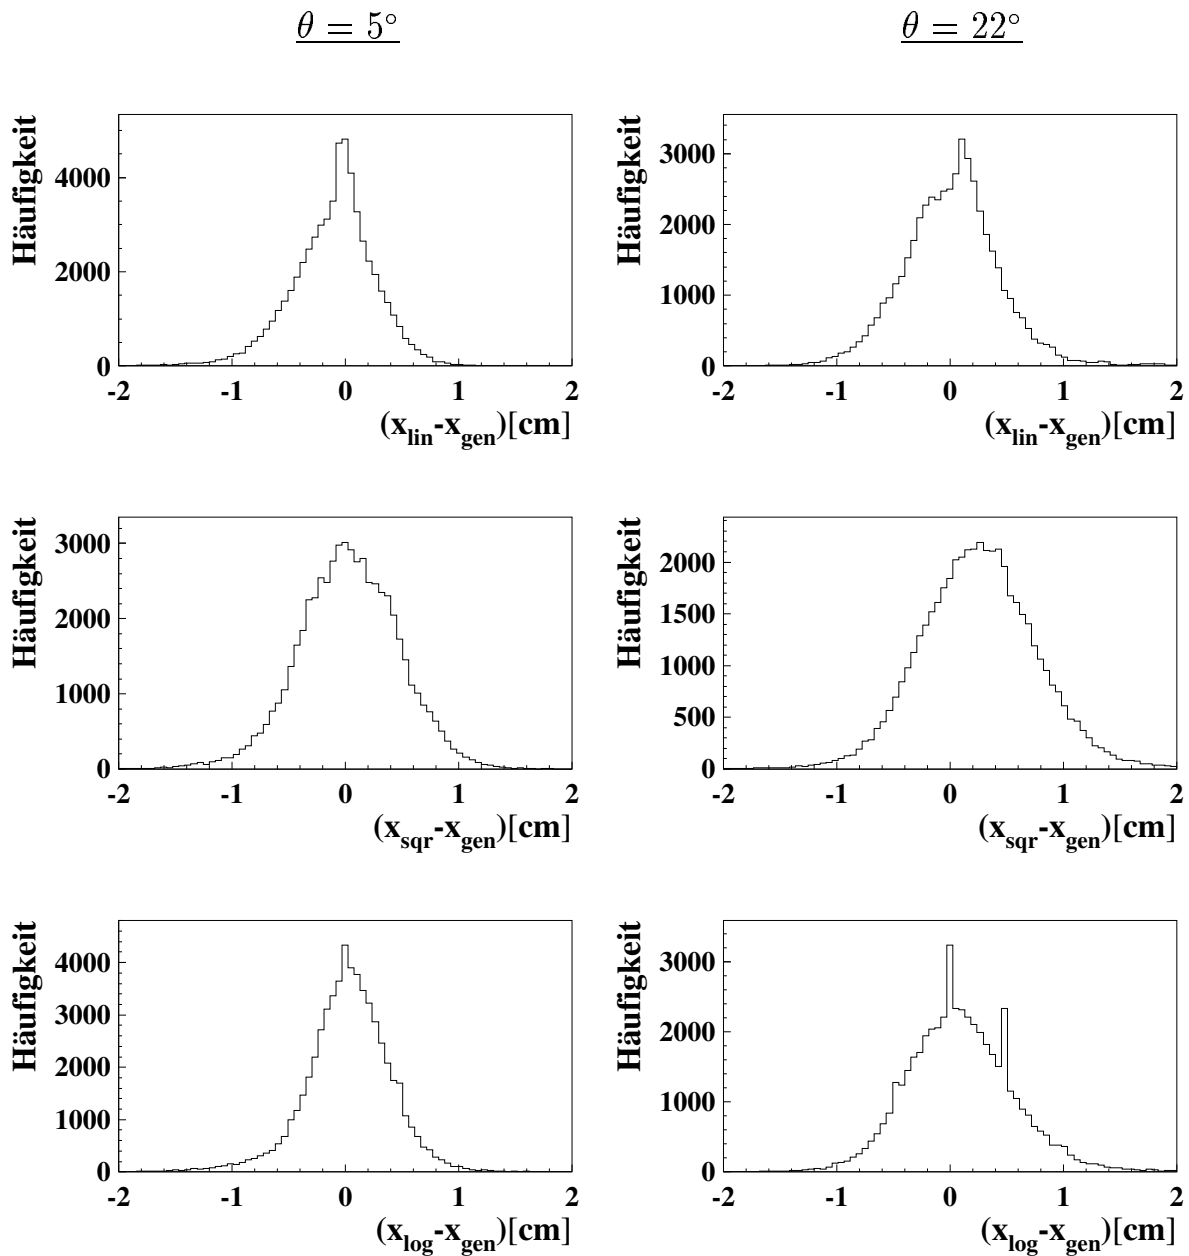 θ = 5° θ = 22°
Häufigkeit
4000
2000
0
-2 -1 0 1 2
(x_lin-x_gen)[cm]
Häufigkeit
3000
2000
1000
0
-2 -1 0 1 2
(x_lin-x_gen)[cm]
Häufigkeit
3000
2000
1000
0
-2 -1 0 1 2
(x_sqr-x_gen)[cm]
Häufigkeit
2000
1500
1000
500
0
-2 -1 0 1 2
(x_sqr-x_gen)[cm]
Häufigkeit
4000
3000
2000
1000
0
-2 -1 0 1 2
(x_log-x_gen)[cm]
Häufigkeit
3000
2000
1000
0
-2 -1 0 1 2
(x_log-x_gen)[cm]